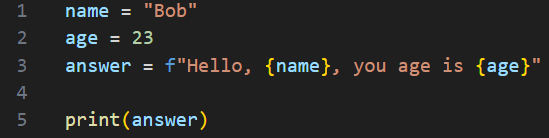 1 name = "Bob"
2 age = 23
3 answer = f"Hello, {name}, you age is {age}"
4
5 print(answer)